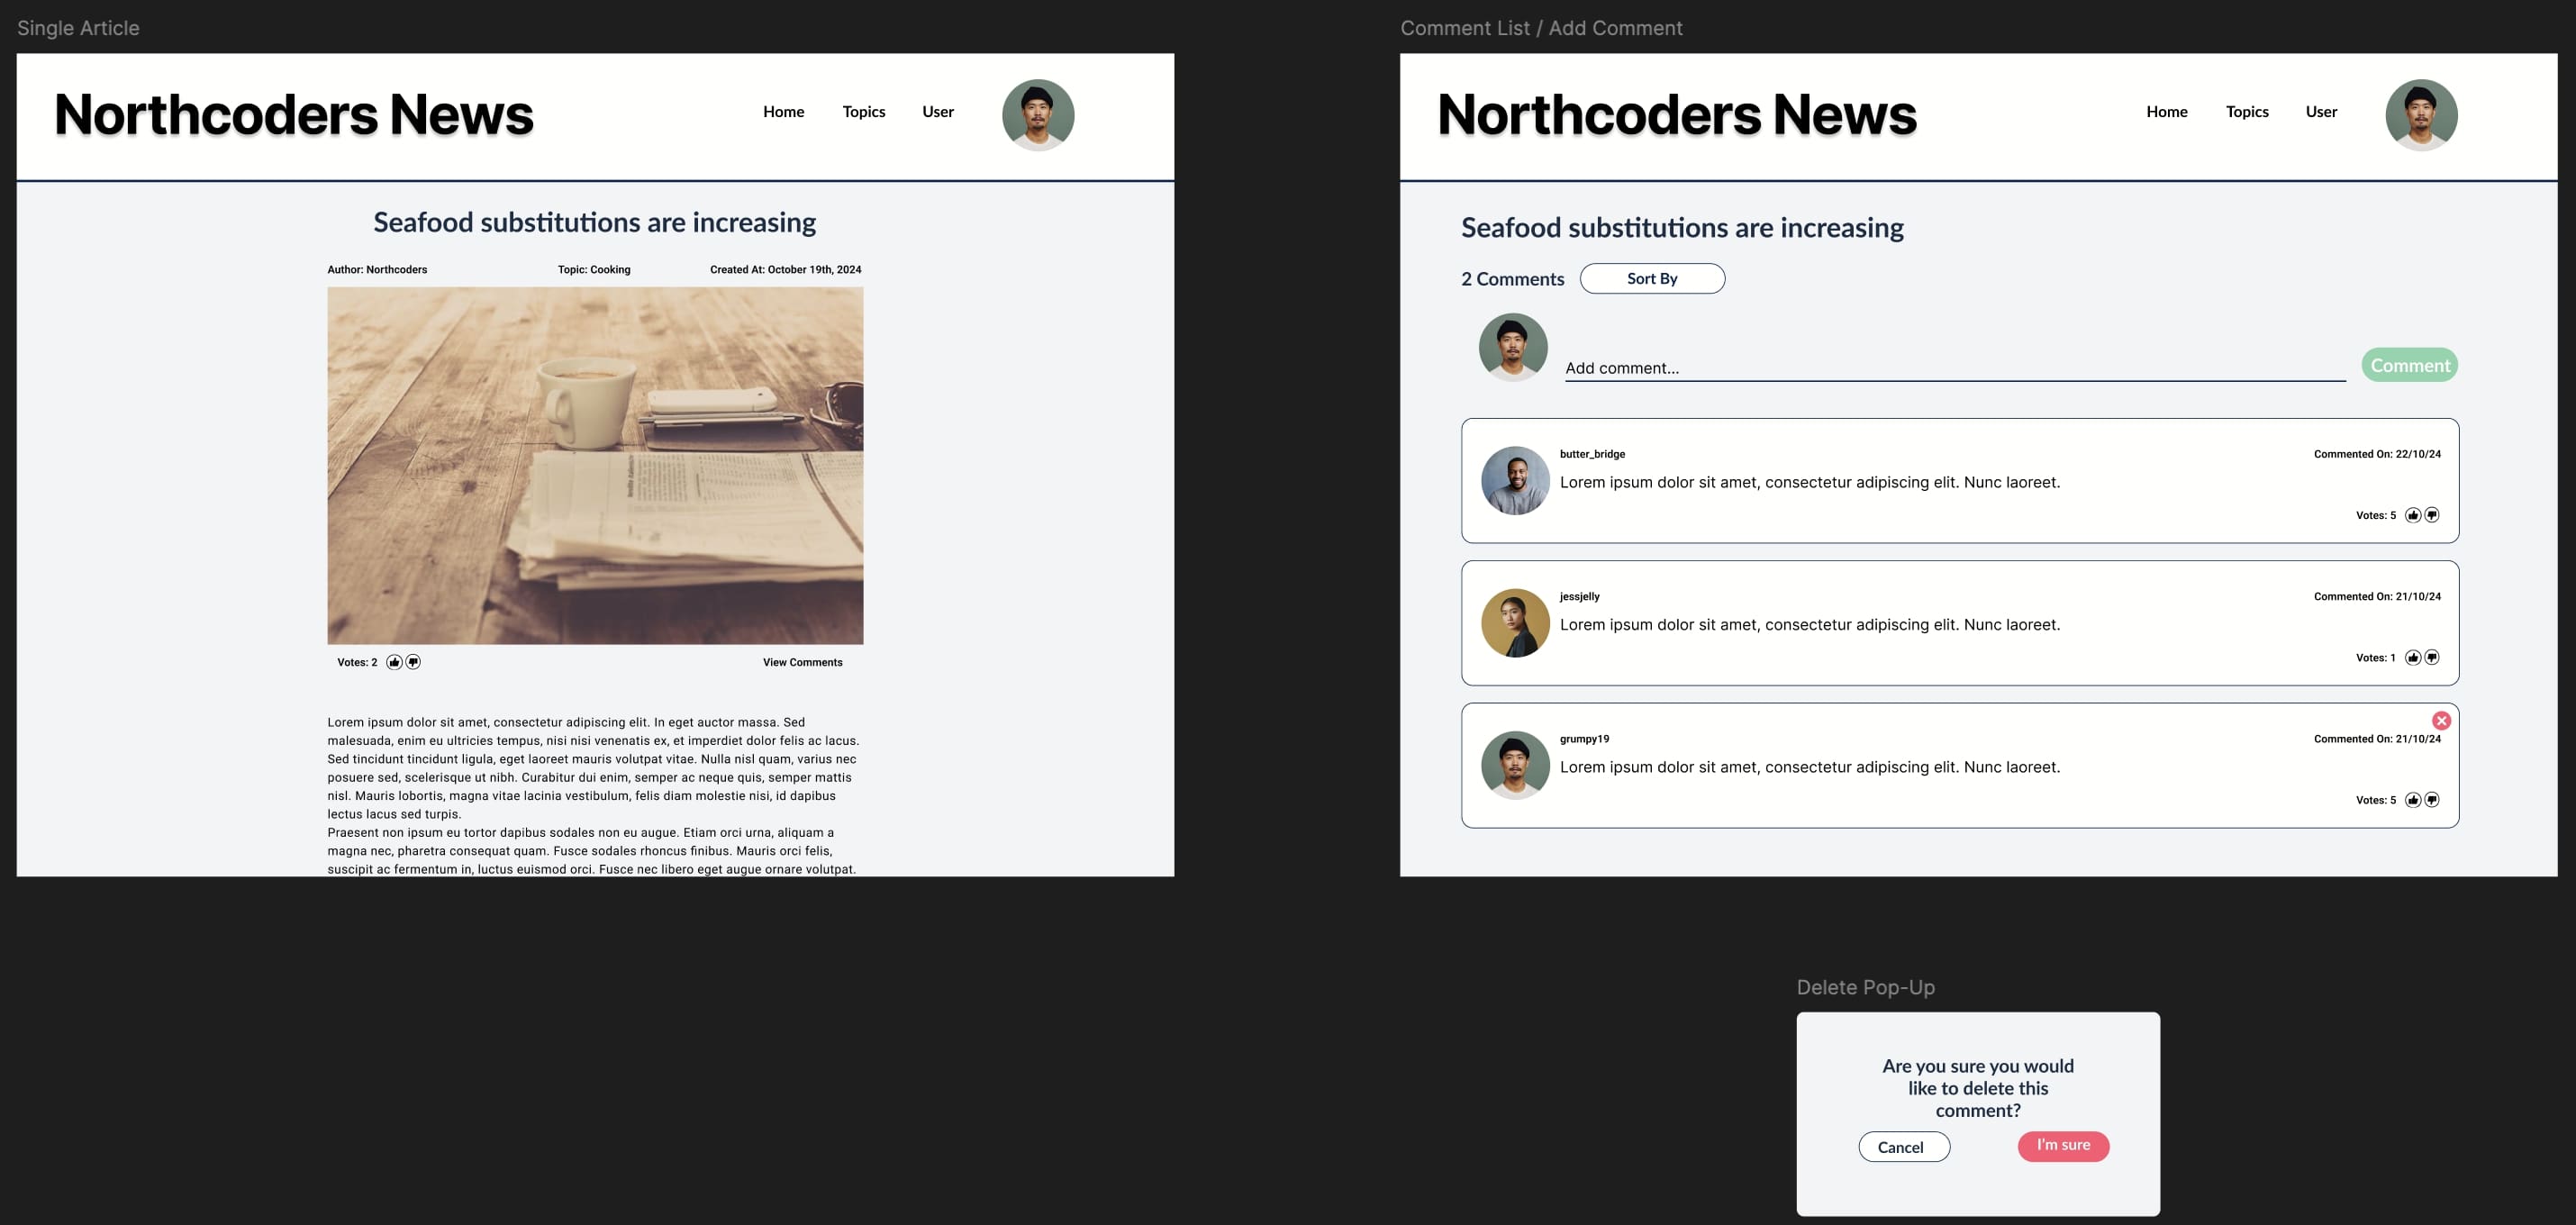 Single Article
Northcoders News
Home
Topics
User
Seafood substitutions are increasing
Author: Northcoders
Topic: Cooking
Created At: October 19th, 2024
Votes: 2
View Comments
Lorem ipsum dolor sit amet, consectetur adipiscing elit. In eget auctor massa. Sed
malesuada, enim eu ultricies tempus, nisi nisi venenatis ex, et imperdiet dolor felis ac lacus.
Sed tincidunt tincidunt ligula, eget laoreet mauris volutpat vitae. Nulla nisl quam, varius nec
posuere sed, scelerisque ut nibh. Curabitur dui enim, semper ac neque quis, semper mattis
nisl. Mauris lobortis, magna vitae lacinia vestibulum, felis diam molestie nisi, id dapibus
lectus lacus sed turpis.
Praesent non ipsum eu tortor dapibus sodales non eu augue. Etiam orci urna, aliquam a
magna nec, pharetra consequat quam. Fusce sodales rhoncus finibus. Mauris orci felis,
suscipit ac fermentum in, luctus euismod orci. Fusce nec libero eget augue ornare volutpat.
Comment List / Add Comment
Northcoders News
Home
Topics
User
Seafood substitutions are increasing
2 Comments
Sort By
Add comment...
Comment
butter_bridge
Commented On: 22/10/24
Lorem ipsum dolor sit amet, consectetur adipiscing elit. Nunc laoreet.
Votes: 5
jessjelly
Commented On: 21/10/24
Lorem ipsum dolor sit amet, consectetur adipiscing elit. Nunc laoreet.
Votes: 1
grumpy19
Commented On: 21/10/24
Lorem ipsum dolor sit amet, consectetur adipiscing elit. Nunc laoreet.
Votes: 5
Delete Pop-Up
Are you sure you would
like to delete this
comment?
Cancel
I'm sure